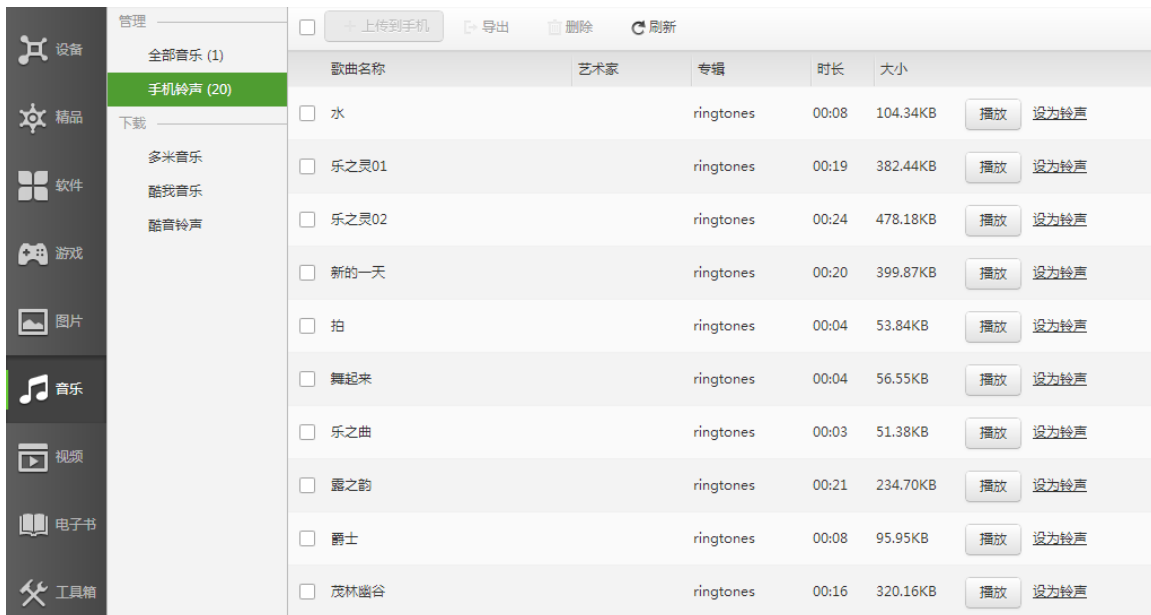 设备
精品
软件
游戏
图片
音乐
视频
电子书
工具箱
管理
全部音乐 (1)
手机铃声 (20)
下载
多米音乐
酷我音乐
酷音铃声
+ 上传到手机 导出 删除 刷新
歌曲名称 艺术家 专辑 时长 大小
水 ringtones 00:08 104.34KB 播放 设为铃声
乐之灵01 ringtones 00:19 382.44KB 播放 设为铃声
乐之灵02 ringtones 00:24 478.18KB 播放 设为铃声
新的一天 ringtones 00:20 399.87KB 播放 设为铃声
拍 ringtones 00:04 53.84KB 播放 设为铃声
舞起来 ringtones 00:04 56.55KB 播放 设为铃声
乐之曲 ringtones 00:03 51.38KB 播放 设为铃声
露之韵 ringtones 00:21 234.70KB 播放 设为铃声
爵士 ringtones 00:08 95.95KB 播放 设为铃声
茂林幽谷 ringtones 00:16 320.16KB 播放 设为铃声